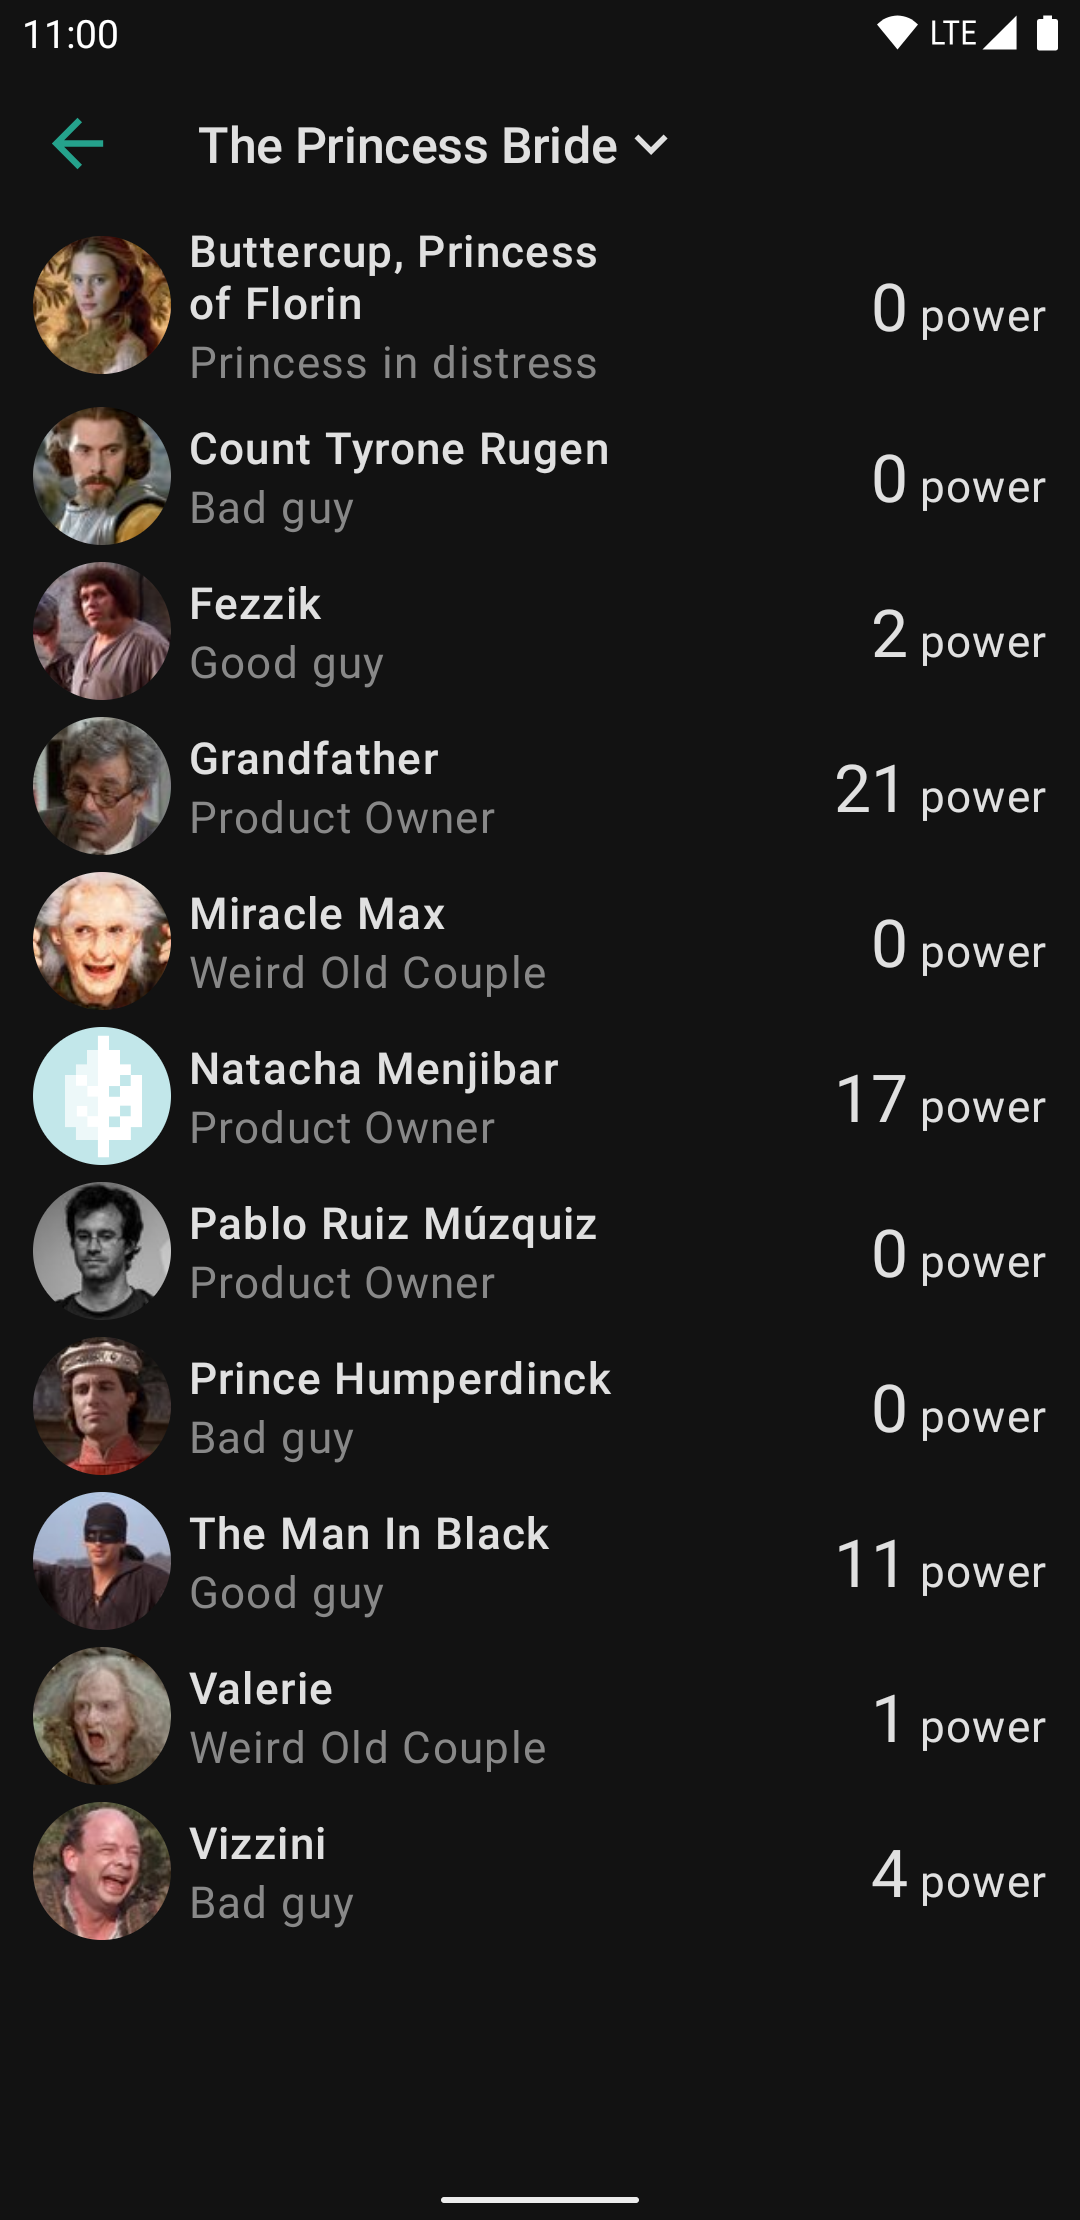 11:00
LTE
The Princess Bride
Buttercup, Princess
of Florin
Princess in distress
0 power
Count Tyrone Rugen
Bad guy
0 power
Fezzik
Good guy
2 power
Grandfather
Product Owner
21 power
Miracle Max
Weird Old Couple
0 power
Natacha Menjibar
Product Owner
17 power
Pablo Ruiz Múzquiz
Product Owner
0 power
Prince Humperdinck
Bad guy
0 power
The Man In Black
Good guy
11 power
Valerie
Weird Old Couple
1 power
Vizzini
Bad guy
4 power